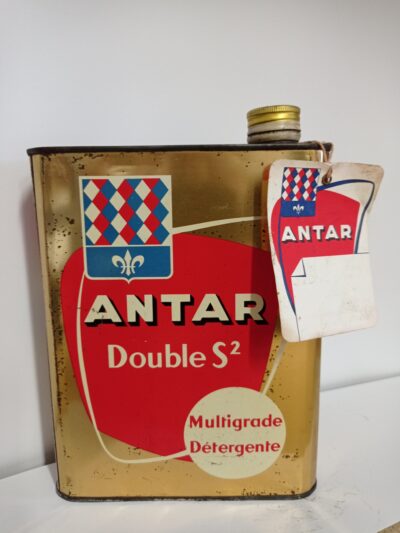 ANTAR
Double S²
Multigrade
Détergente
ANTAR